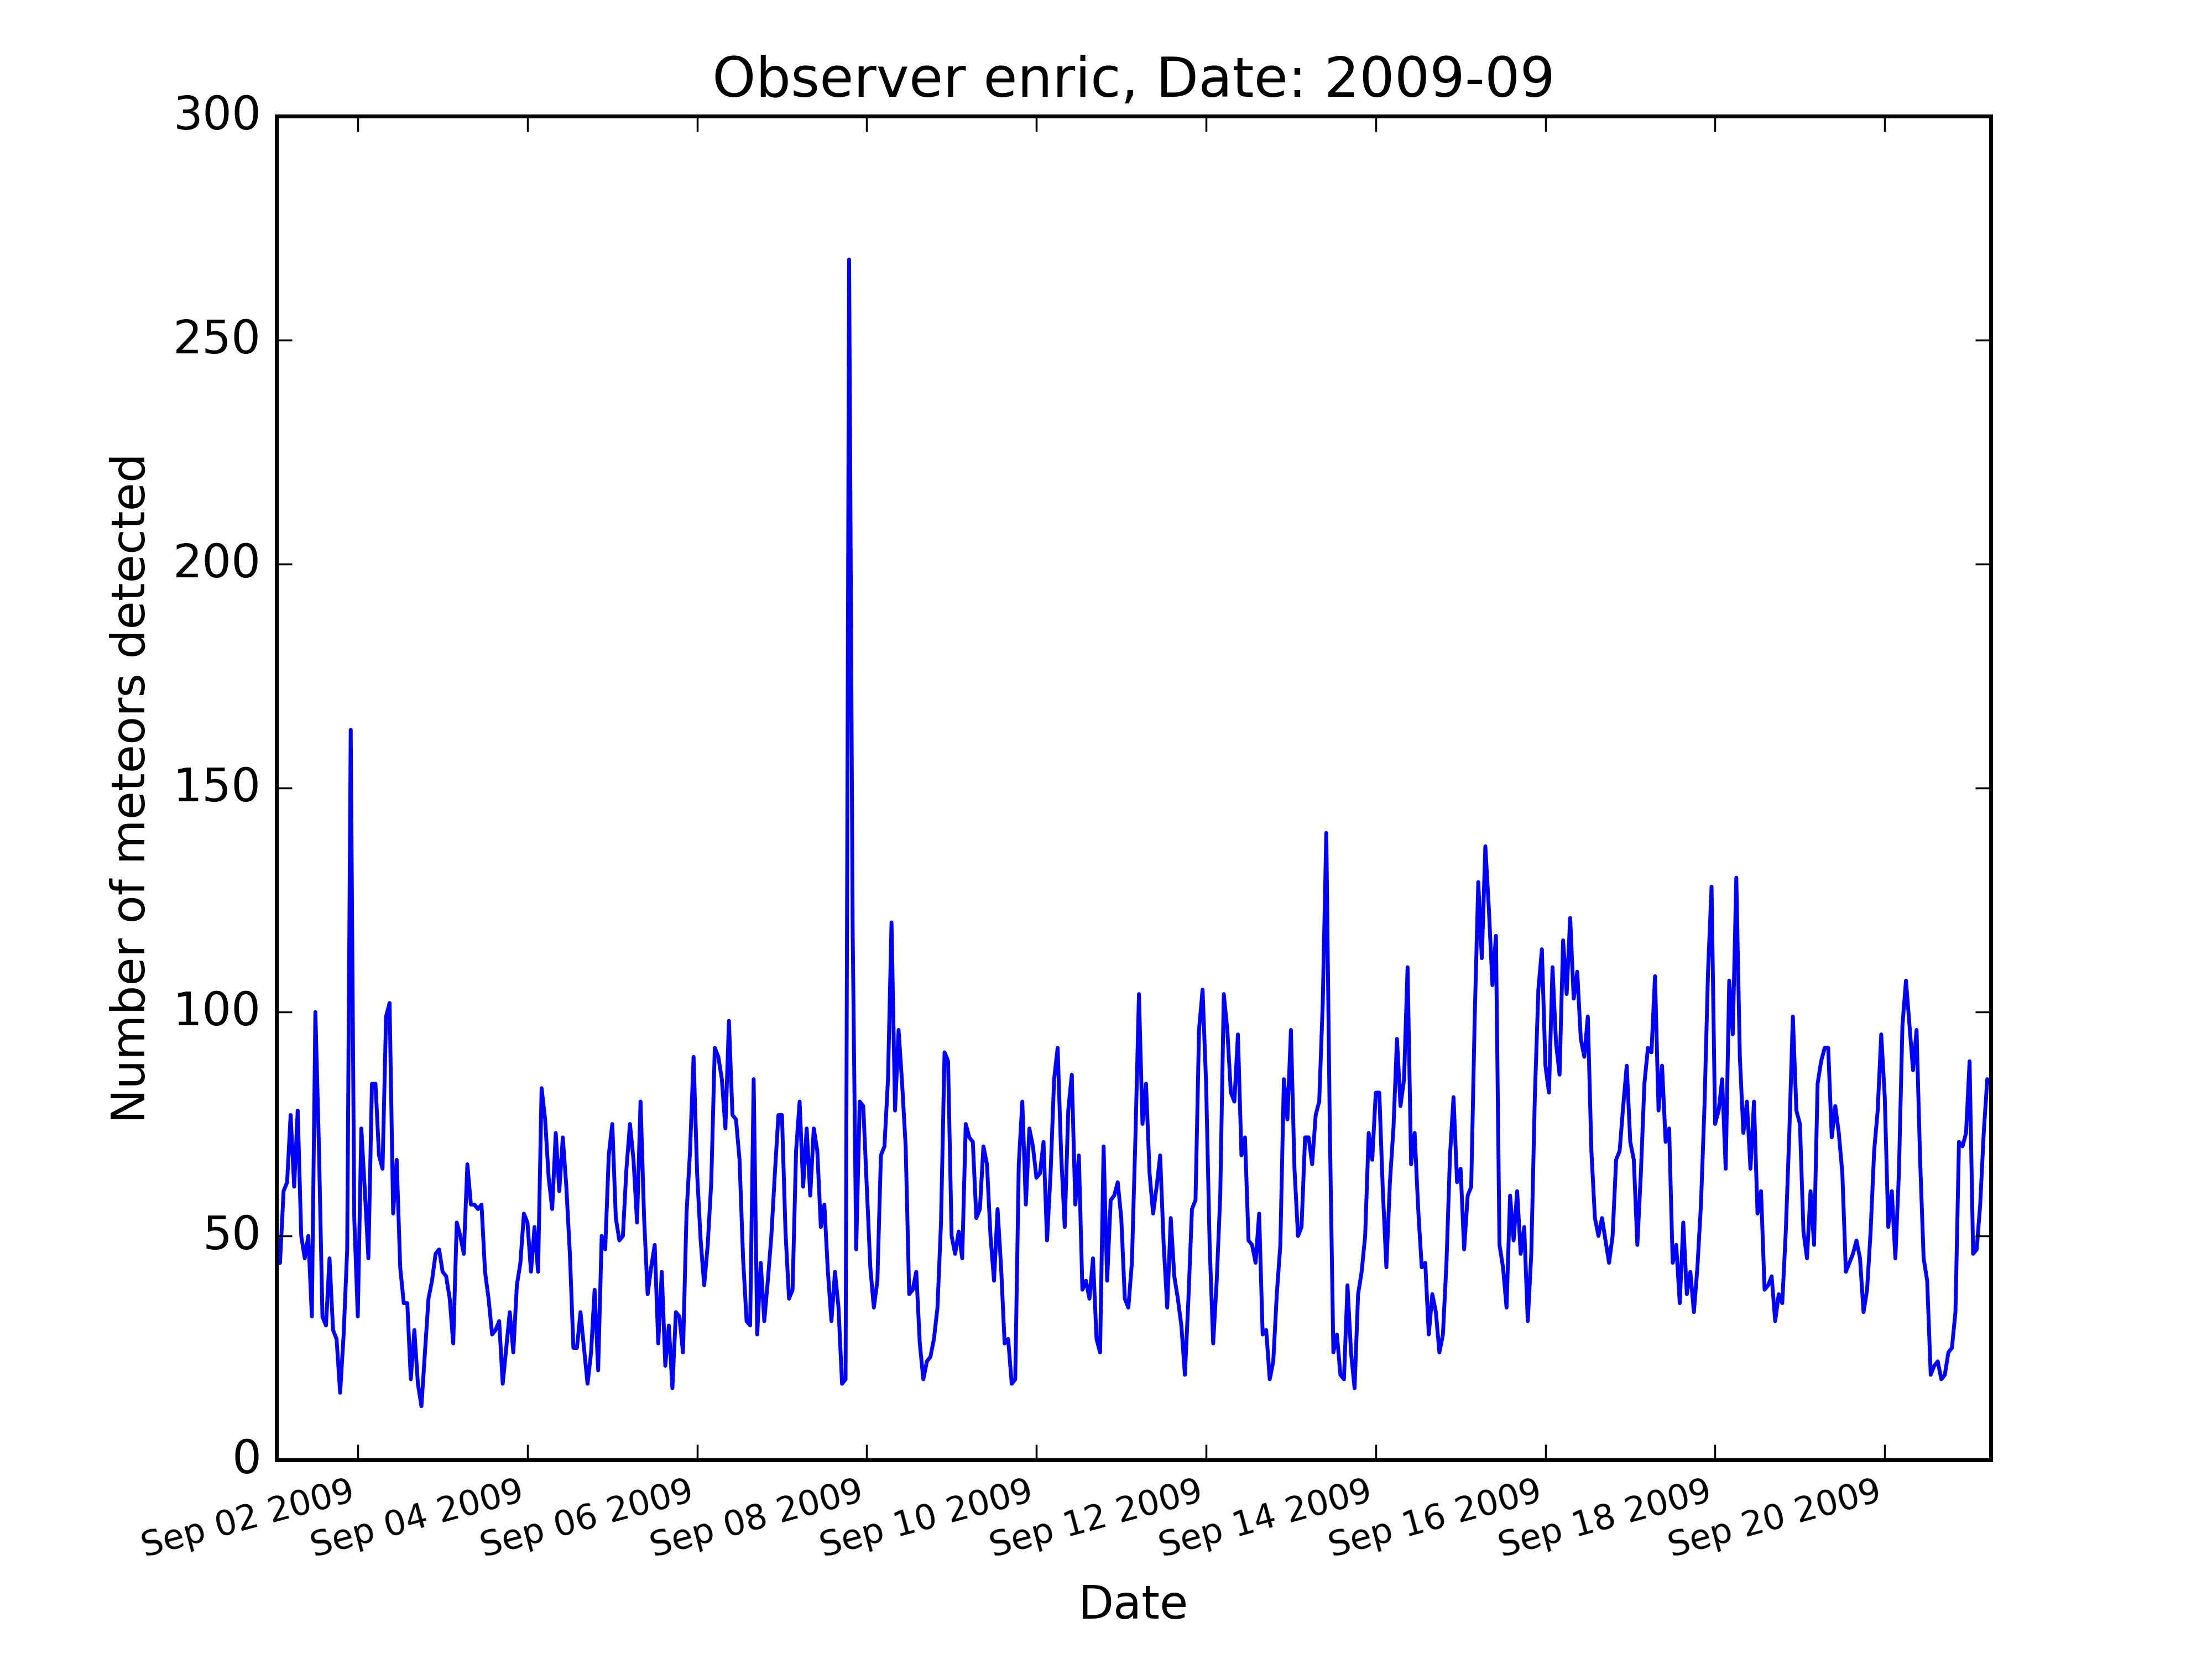 Observer enric, Date: 2009-09
300
250
200
150
100
50
0
Number of meteors detected
Sep 02 2009
Sep 04 2009
Sep 06 2009
Sep 08 2009
Sep 10 2009
Sep 12 2009
Sep 14 2009
Sep 16 2009
Sep 18 2009
Sep 20 2009
Date